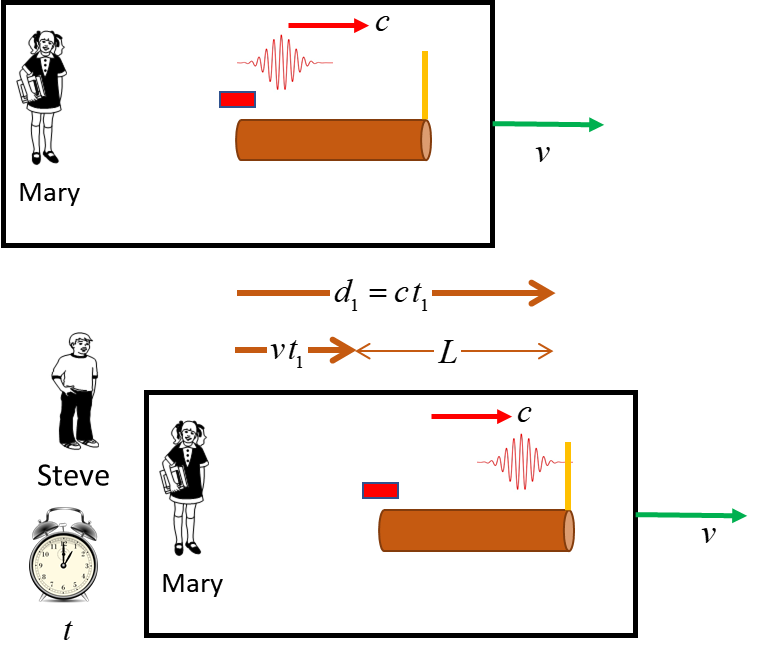 c
Mary
v
d₁ = ct₁
vt₁
L
c
Steve
v
Mary
t